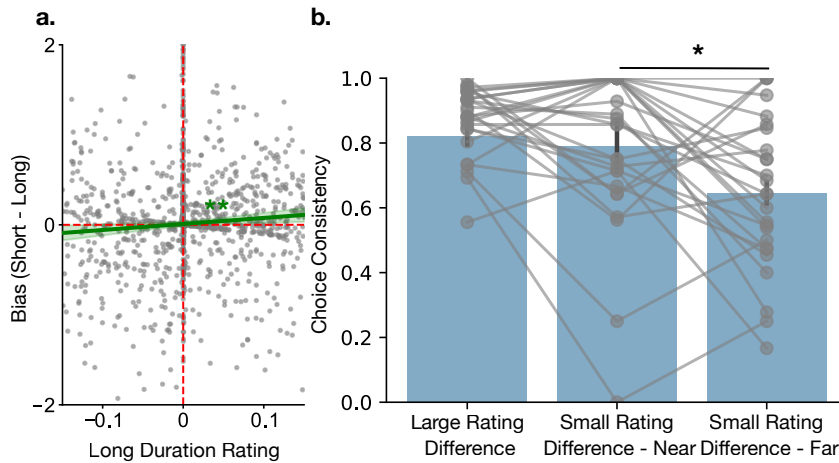 a.
2
0
−2
−0.1
0
0.1
Bias (Short - Long)
Long Duration Rating
**
b.
*
1.0
0.8
0.6
0.4
0.2
0.0
Choice Consistency
Large Rating
Difference
Small Rating
Difference - Near
Small Rating
Difference - Far